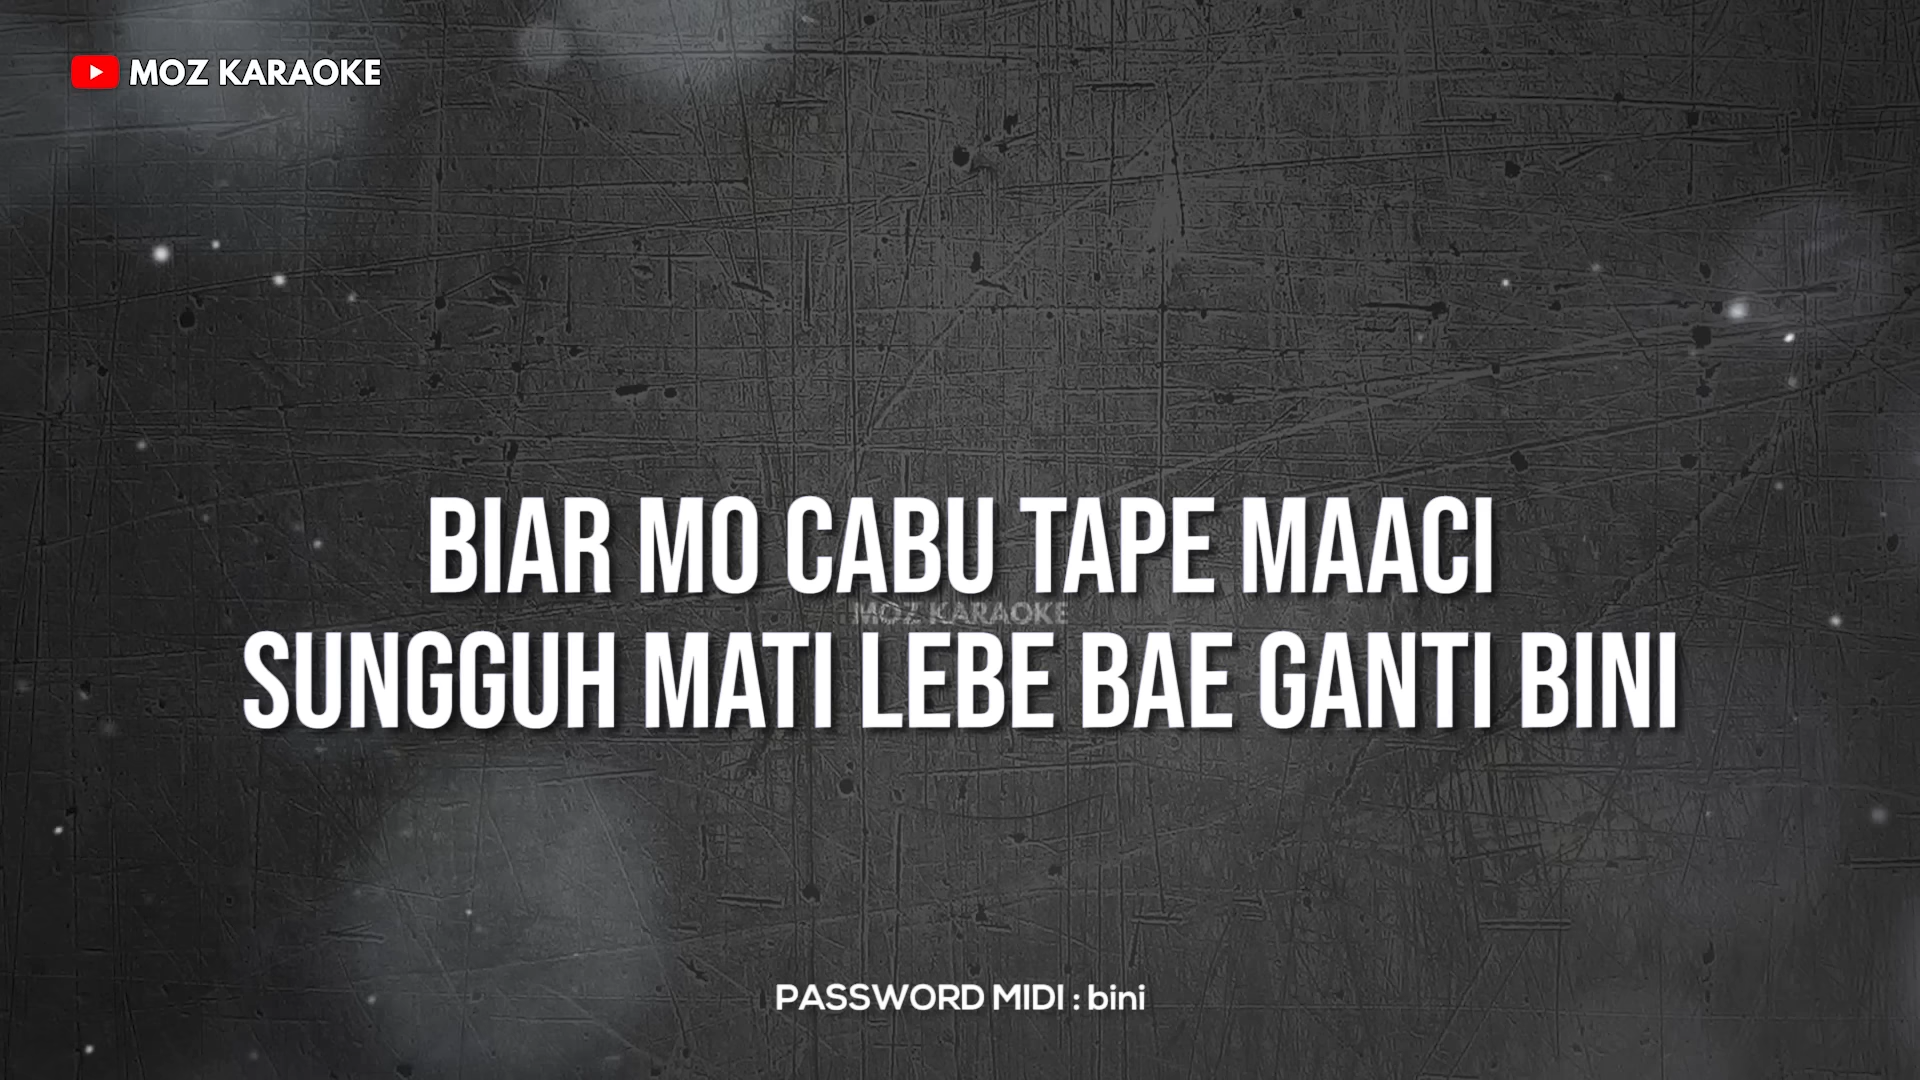 MOZ KARAOKE
BIAR MO CABU TAPE MAACI
MOZ KARAOKE
SUNGGUH MATI LEBE BAE GANTI BINI
PASSWORD MIDI : bini